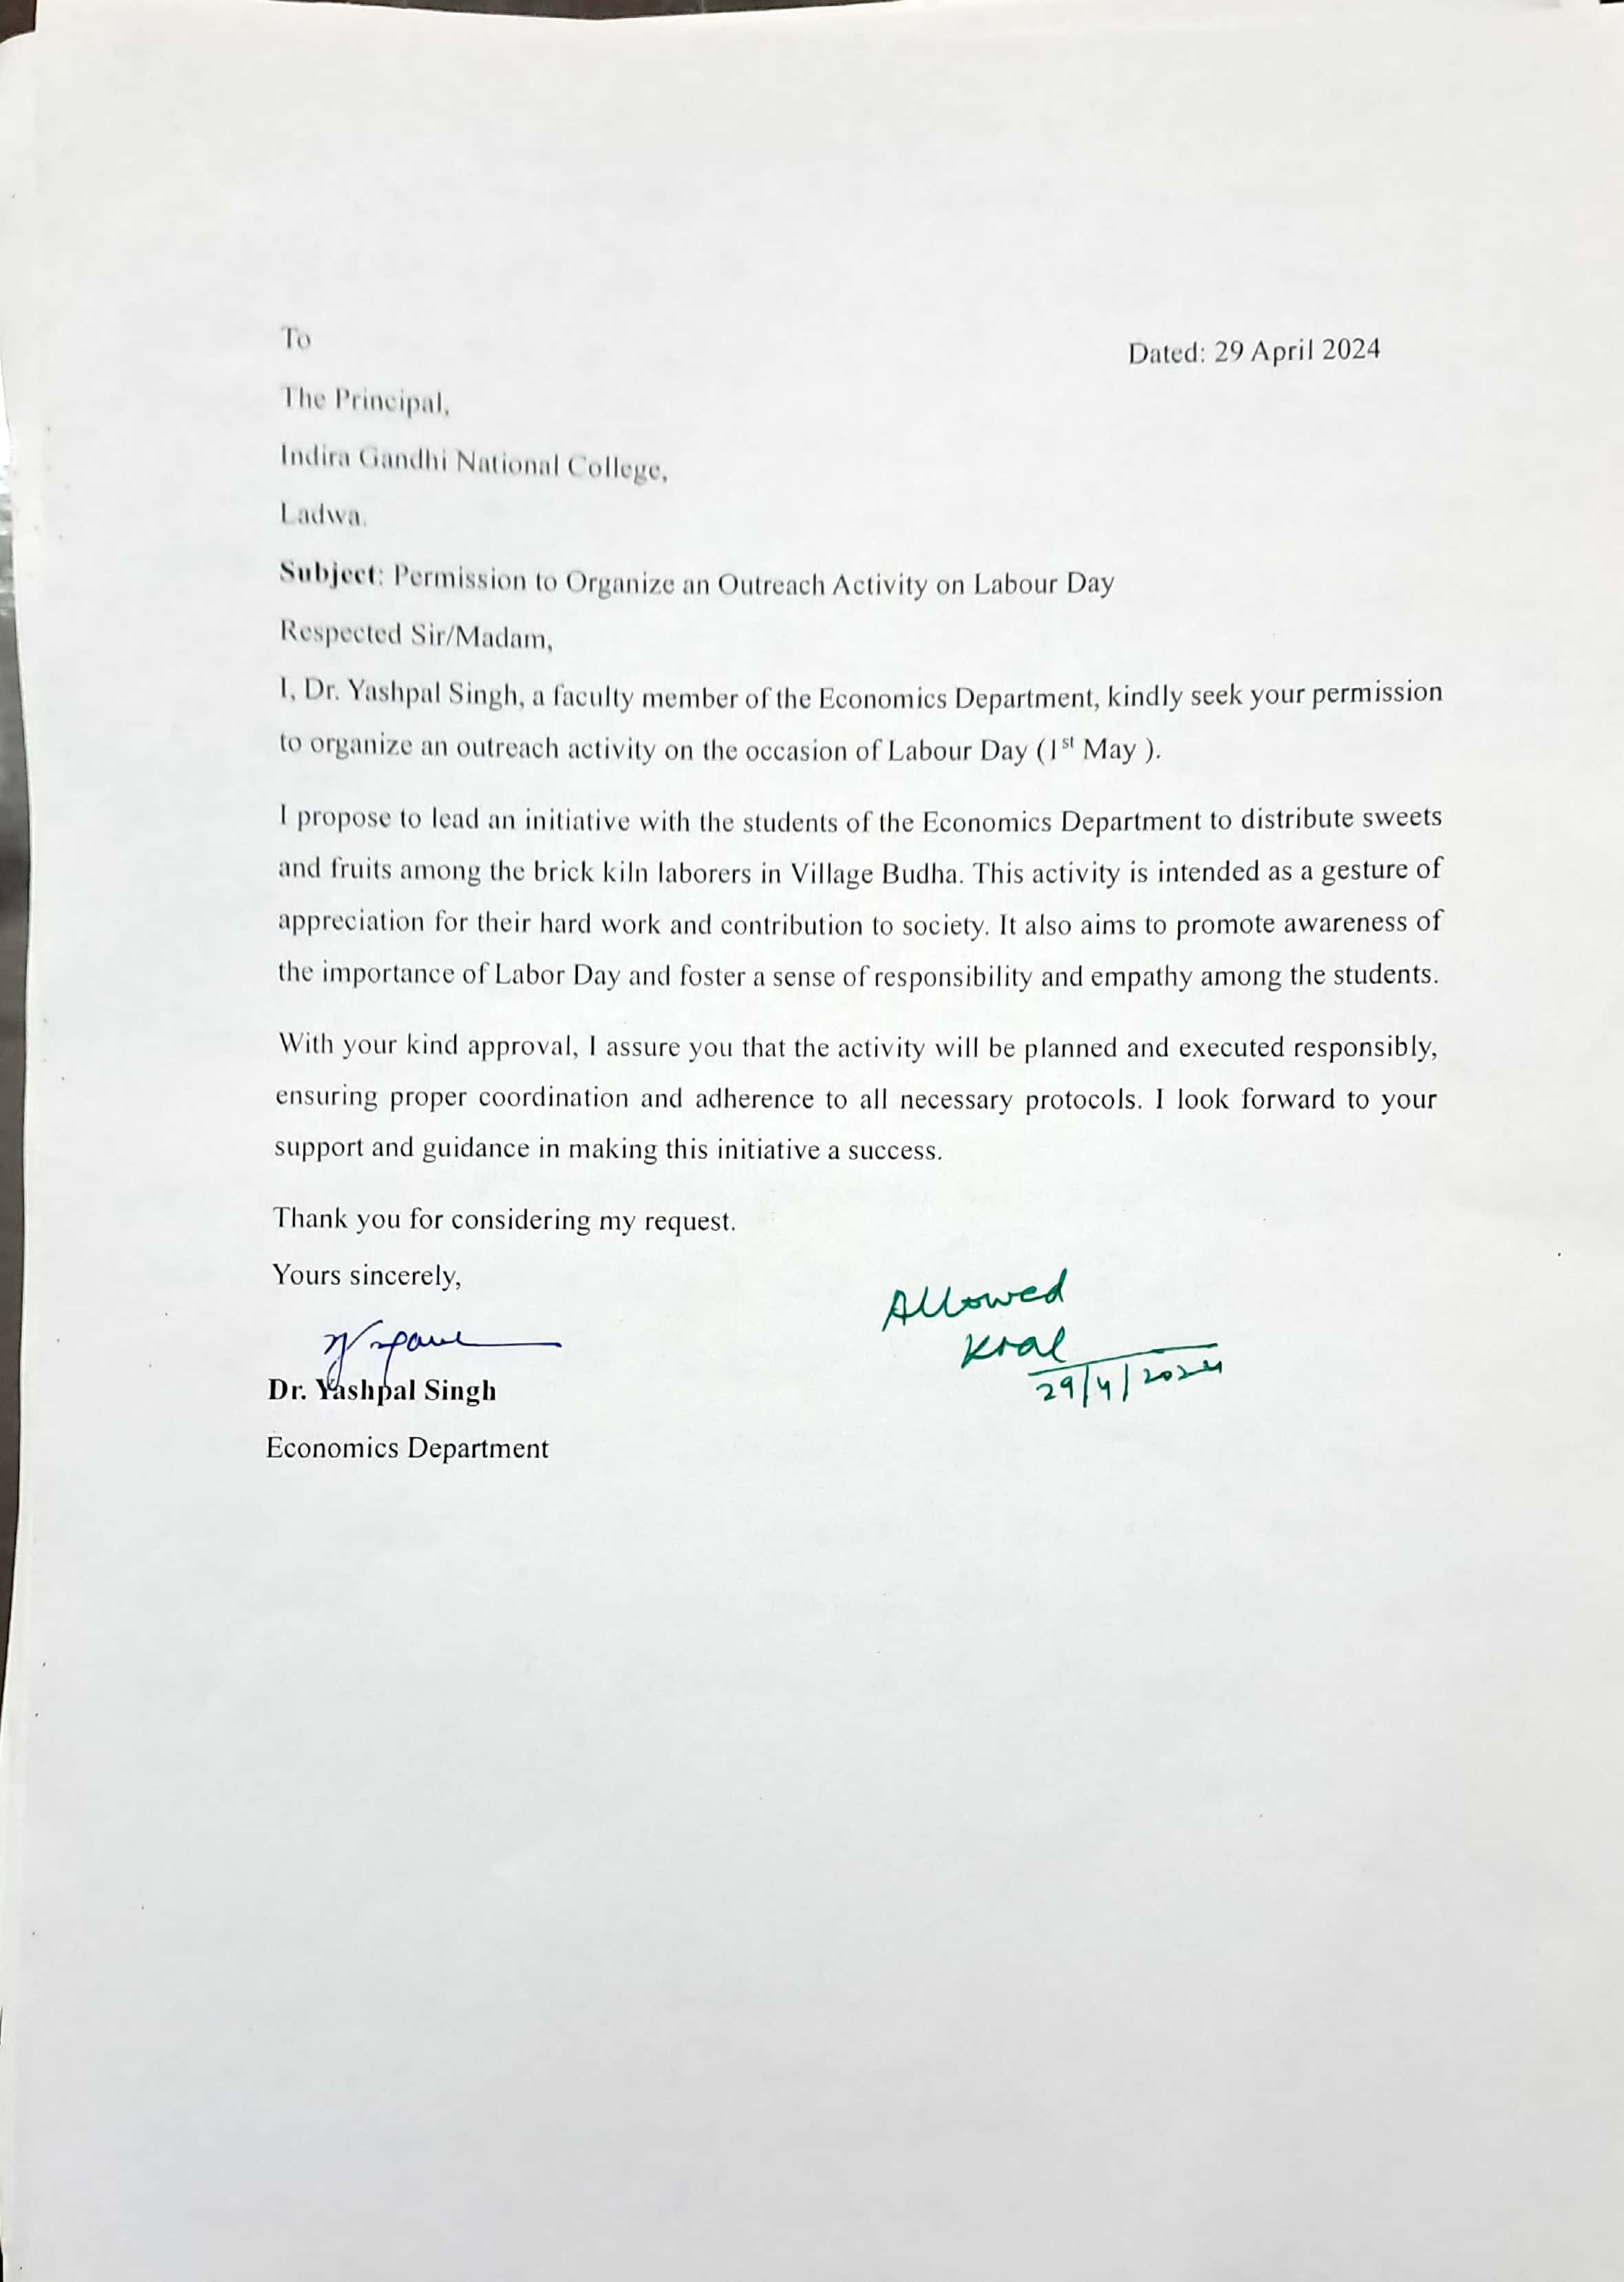 To
Dated: 29 April 2024
The Principal,
Indira Gandhi National College,
Ladwa.
Subject: Permission to Organize an Outreach Activity on Labour Day
Respected Sir/Madam,
I, Dr. Yashpal Singh, a faculty member of the Economics Department, kindly seek your permission
to organize an outreach activity on the occasion of Labour Day (1st May ).
I propose to lead an initiative with the students of the Economics Department to distribute sweets
and fruits among the brick kiln laborers in Village Budha. This activity is intended as a gesture of
appreciation for their hard work and contribution to society. It also aims to promote awareness of
the importance of Labor Day and foster a sense of responsibility and empathy among the students.
With your kind approval, I assure you that the activity will be planned and executed responsibly,
ensuring proper coordination and adherence to all necessary protocols. I look forward to your
support and guidance in making this initiative a success.
Thank you for considering my request.
Yours sincerely,
Allowed
29/4/2024
Dr. Yashpal Singh
Economics Department